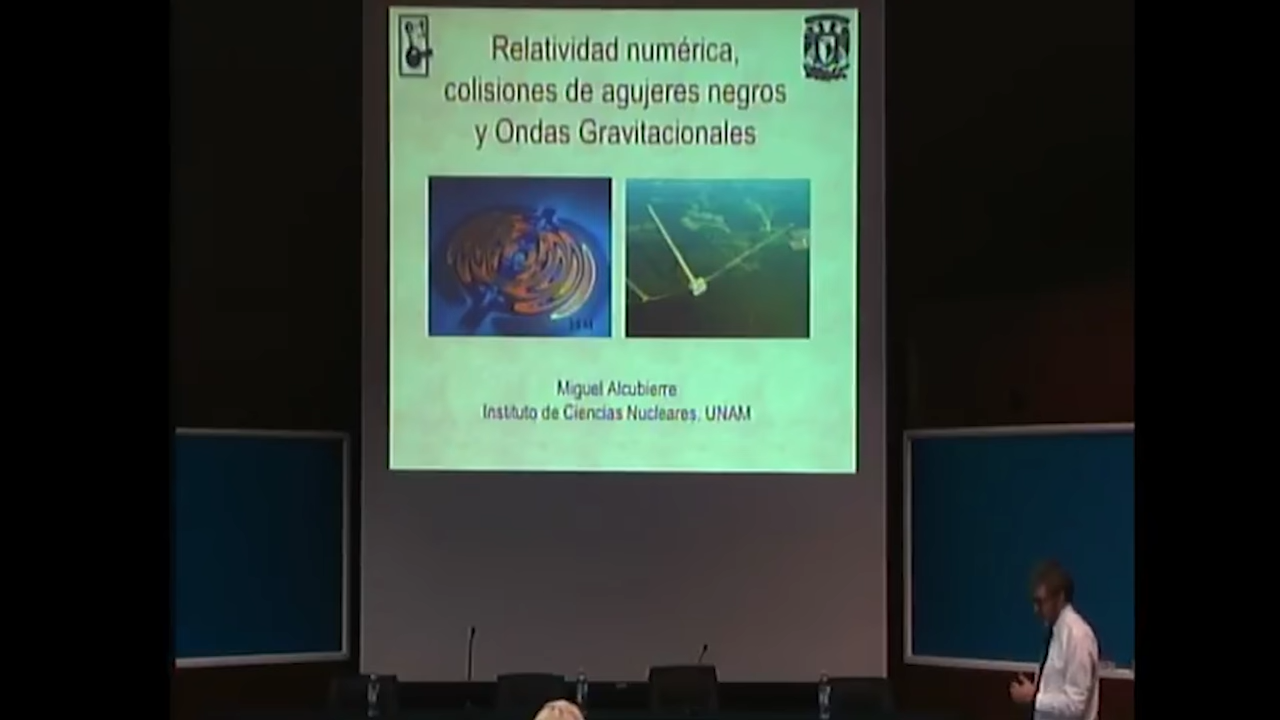 Relatividad numérica,
colisiones de agujeres negros
y Ondas Gravitacionales
Miguel Alcubierre
Instituto de Ciencias Nucleares, UNAM